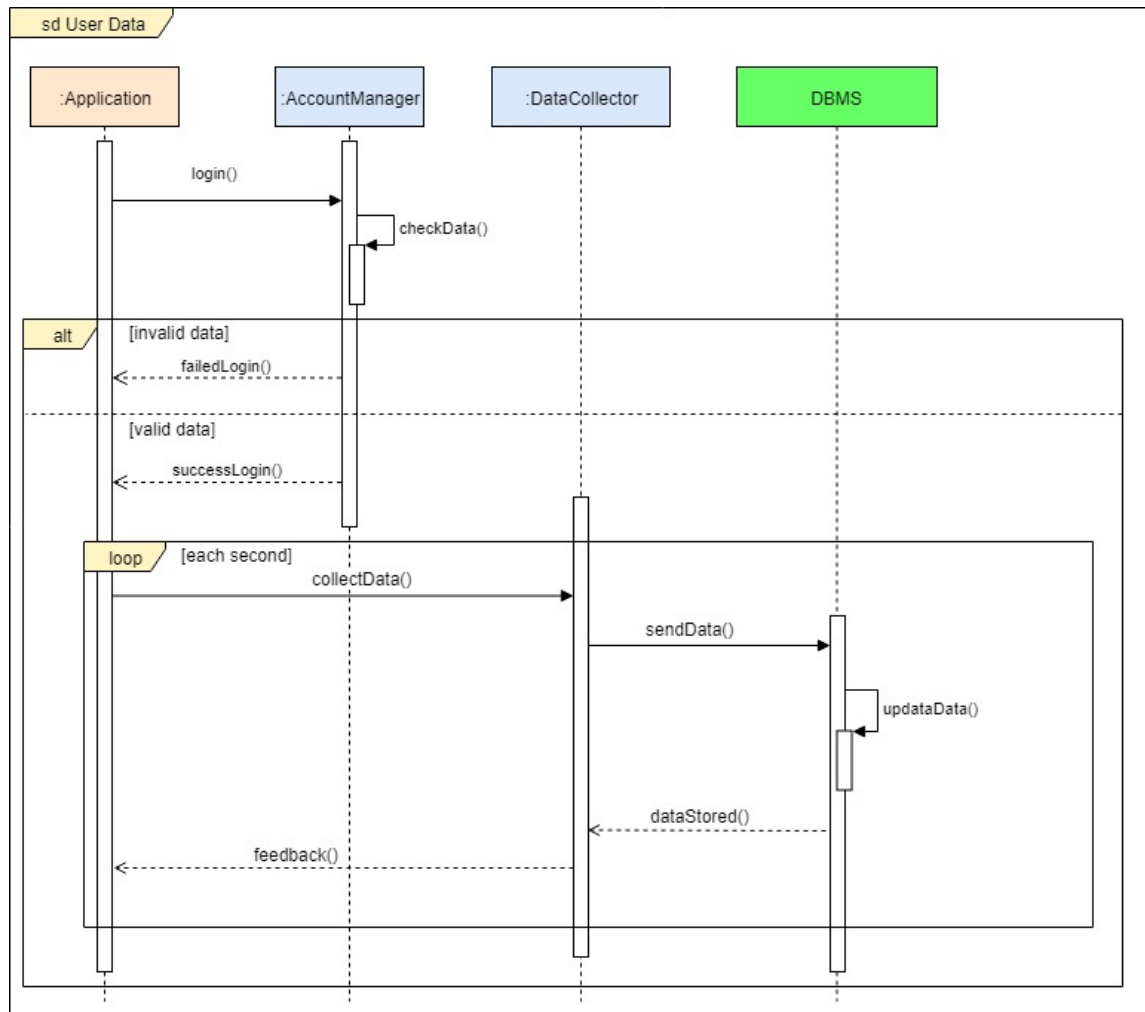 sd User Data
:Application
:AccountManager
:DataCollector
DBMS
login()
checkData()
alt
[invalid data]
failedLogin()
[valid data]
successLogin()
loop
[each second]
collectData()
sendData()
updataData()
dataStored()
feedback()